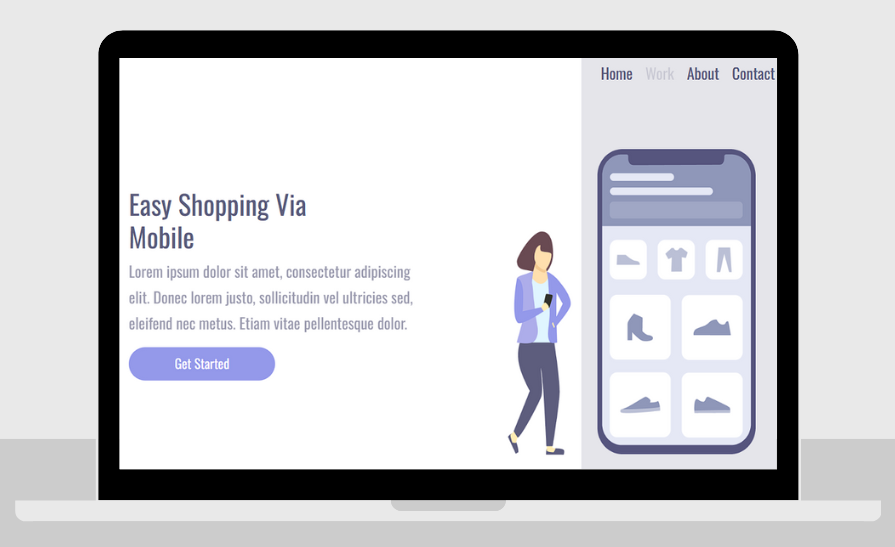 Home Work About Contact
Easy Shopping Via
Mobile
Lorem ipsum dolor sit amet, consectetur adipiscing
elit. Donec lorem justo, sollicitudin vel ultricies sed,
eleifend nec metus. Etiam vitae pellentesque dolor.
Get Started